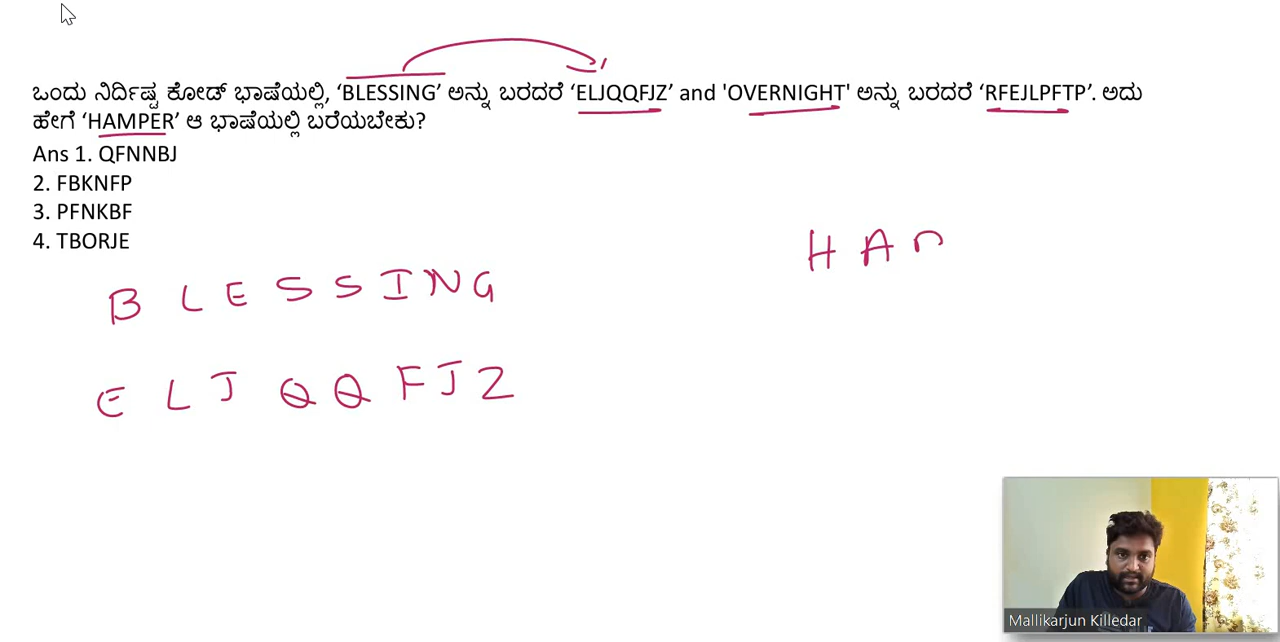 ಒಂದು ನಿರ್ದಿಷ್ಟ ಕೋಡ್ ಭಾಷೆಯಲ್ಲಿ, ‘BLESSING’ ಅನ್ನು ಬರದರೆ ‘ELJQQFJZ’ and 'OVERNIGHT' ಅನ್ನು ಬರದರೆ ‘RFEJLPFTP’. ಅದು
ಹೇಗೆ ‘HAMPER’ ಆ ಭಾಷೆಯಲ್ಲಿ ಬರೆಯಬೇಕು?
Ans 1. QFNNBJ
2. FBKNFP
3. PFNKBF
4. TBORJE
H A
B L E S S I N G
E L J Q Q F J Z
Mallikarjun Killedar